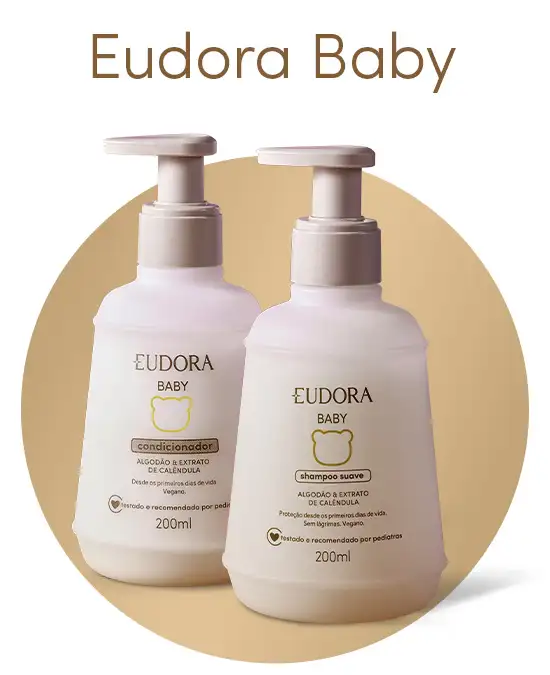 Eudora Baby
EUDORA
BABY
condicionador
ALGODÃO & EXTRATO
DE CALÊNDULA
Desde os primeiros dias de vida
Vegano.
testado e recomendado por pedia
200ml
EUDORA
BABY
shampoo suave
ALGODÃO & EXTRATO
DE CALÊNDULA
Proteção desde os primeiros dias de vida.
Sem lágrimas. Vegano.
testado e recomendado por pediatras
200ml